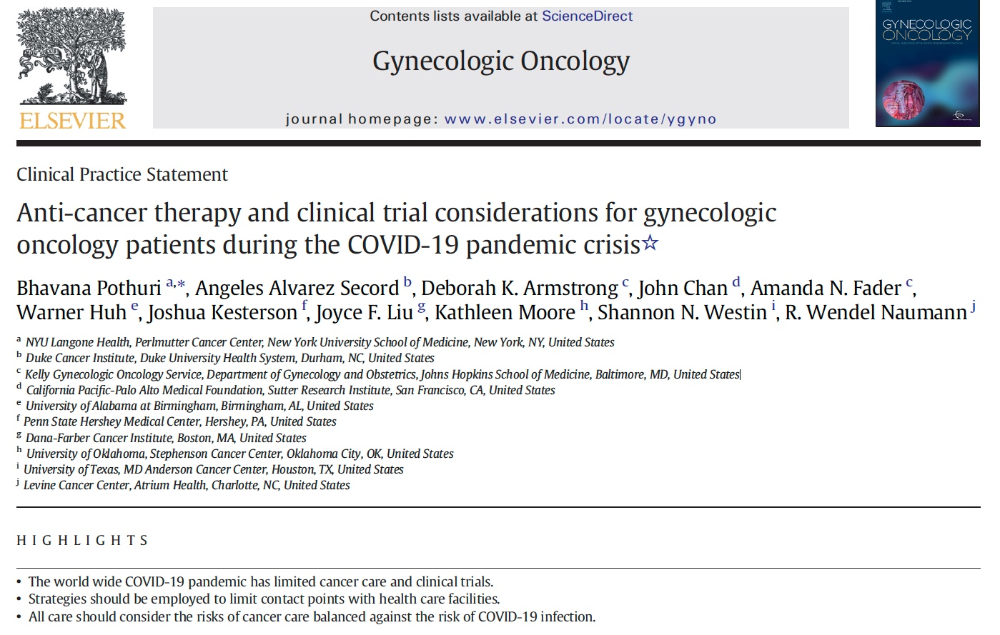 Contents lists available at ScienceDirect
Gynecologic Oncology
journal homepage: www.elsevier.com/locate/ygyno
ELSEVIER
GYNECOLOGIC
ONCOLOGY
Clinical Practice Statement
Anti-cancer therapy and clinical trial considerations for gynecologic
oncology patients during the COVID-19 pandemic crisis☆
Bhavana Pothuri a,*, Angeles Alvarez Secord b, Deborah K. Armstrong c, John Chan d, Amanda N. Fader c,
Warner Huh e, Joshua Kesterson f, Joyce F. Liu g, Kathleen Moore h, Shannon N. Westin i, R. Wendel Naumann j
a NYU Langone Health, Perlmutter Cancer Center, New York University School of Medicine, New York, NY, United States
b Duke Cancer Institute, Duke University Health System, Durham, NC, United States
c Kelly Gynecologic Oncology Service, Department of Gynecology and Obstetrics, Johns Hopkins School of Medicine, Baltimore, MD, United States
d California Pacific-Palo Alto Medical Foundation, Sutter Research Institute, San Francisco, CA, United States
e University of Alabama at Birmingham, Birmingham, AL, United States
f Penn State Hershey Medical Center, Hershey, PA, United States
g Dana-Farber Cancer Institute, Boston, MA, United States
h University of Oklahoma, Stephenson Cancer Center, Oklahoma City, OK, United States
i University of Texas, MD Anderson Cancer Center, Houston, TX, United States
j Levine Cancer Center, Atrium Health, Charlotte, NC, United States
HIGHLIGHTS
• The world wide COVID-19 pandemic has limited cancer care and clinical trials.
• Strategies should be employed to limit contact points with health care facilities.
• All care should consider the risks of cancer care balanced against the risk of COVID-19 infection.